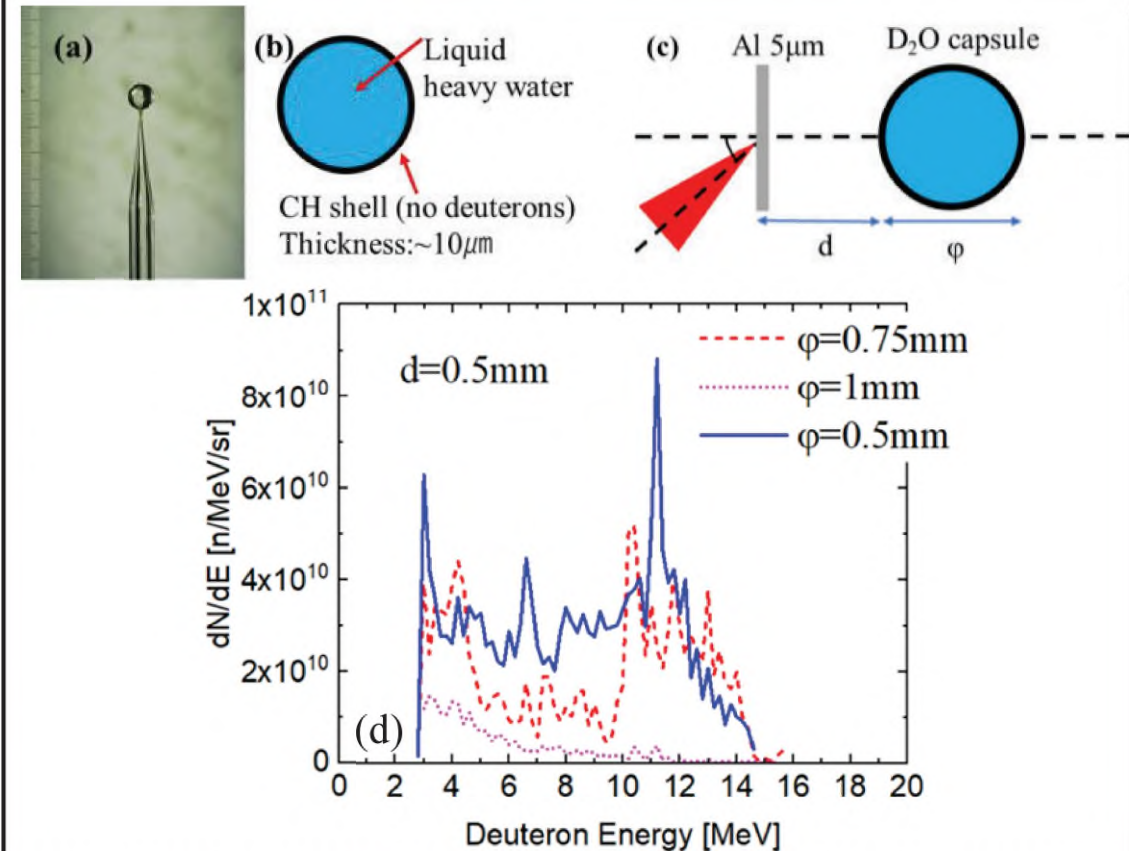 (a)
(b)
Liquid
heavy water
CH shell (no deuterons)
Thickness:~10μm
(c)
Al 5μm
D₂O capsule
d
φ
1x10¹¹
8x10¹⁰
6x10¹⁰
4x10¹⁰
2x10¹⁰
0
dN/dE [n/MeV/sr]
d=0.5mm
φ=0.75mm
φ=1mm
φ=0.5mm
(d)
0 2 4 6 8 10 12 14 16 18 20
Deuteron Energy [MeV]